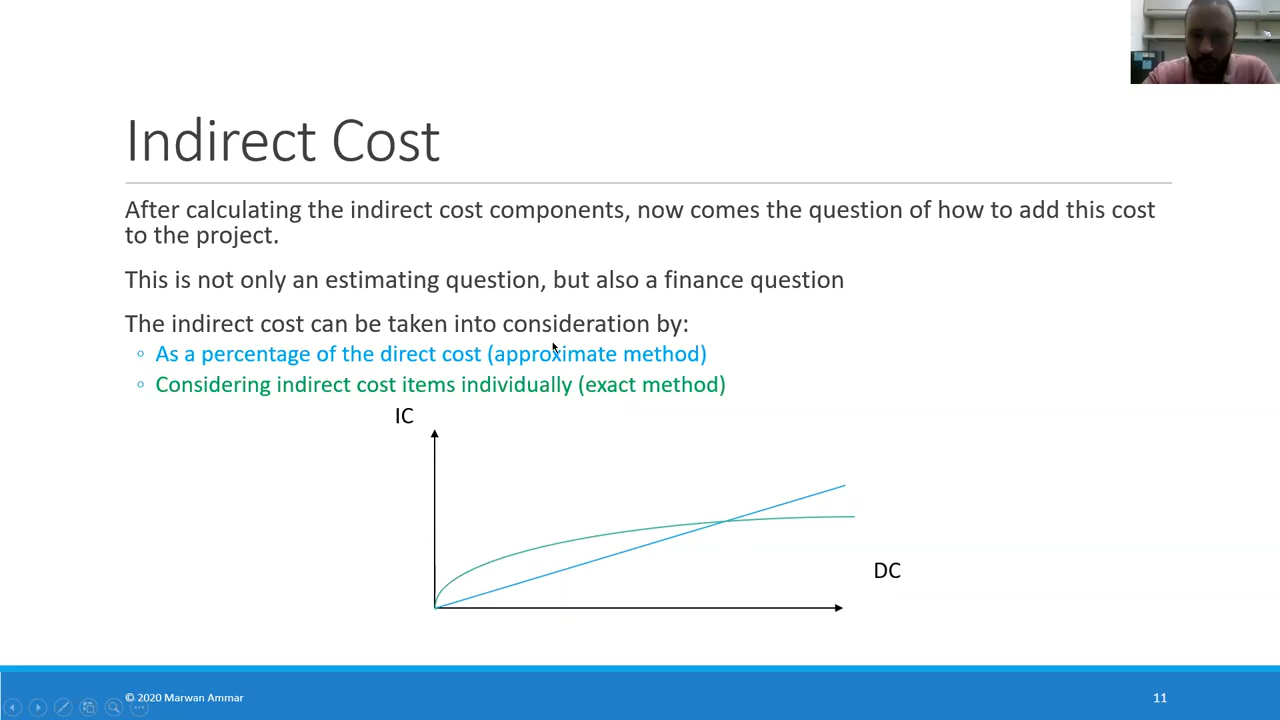 Indirect Cost
After calculating the indirect cost components, now comes the question of how to add this cost
to the project.
This is not only an estimating question, but also a finance question
The indirect cost can be taken into consideration by:
◦ As a percentage of the direct cost (approximate method)
◦ Considering indirect cost items individually (exact method)
IC
DC
© 2020 Marwan Ammar
11